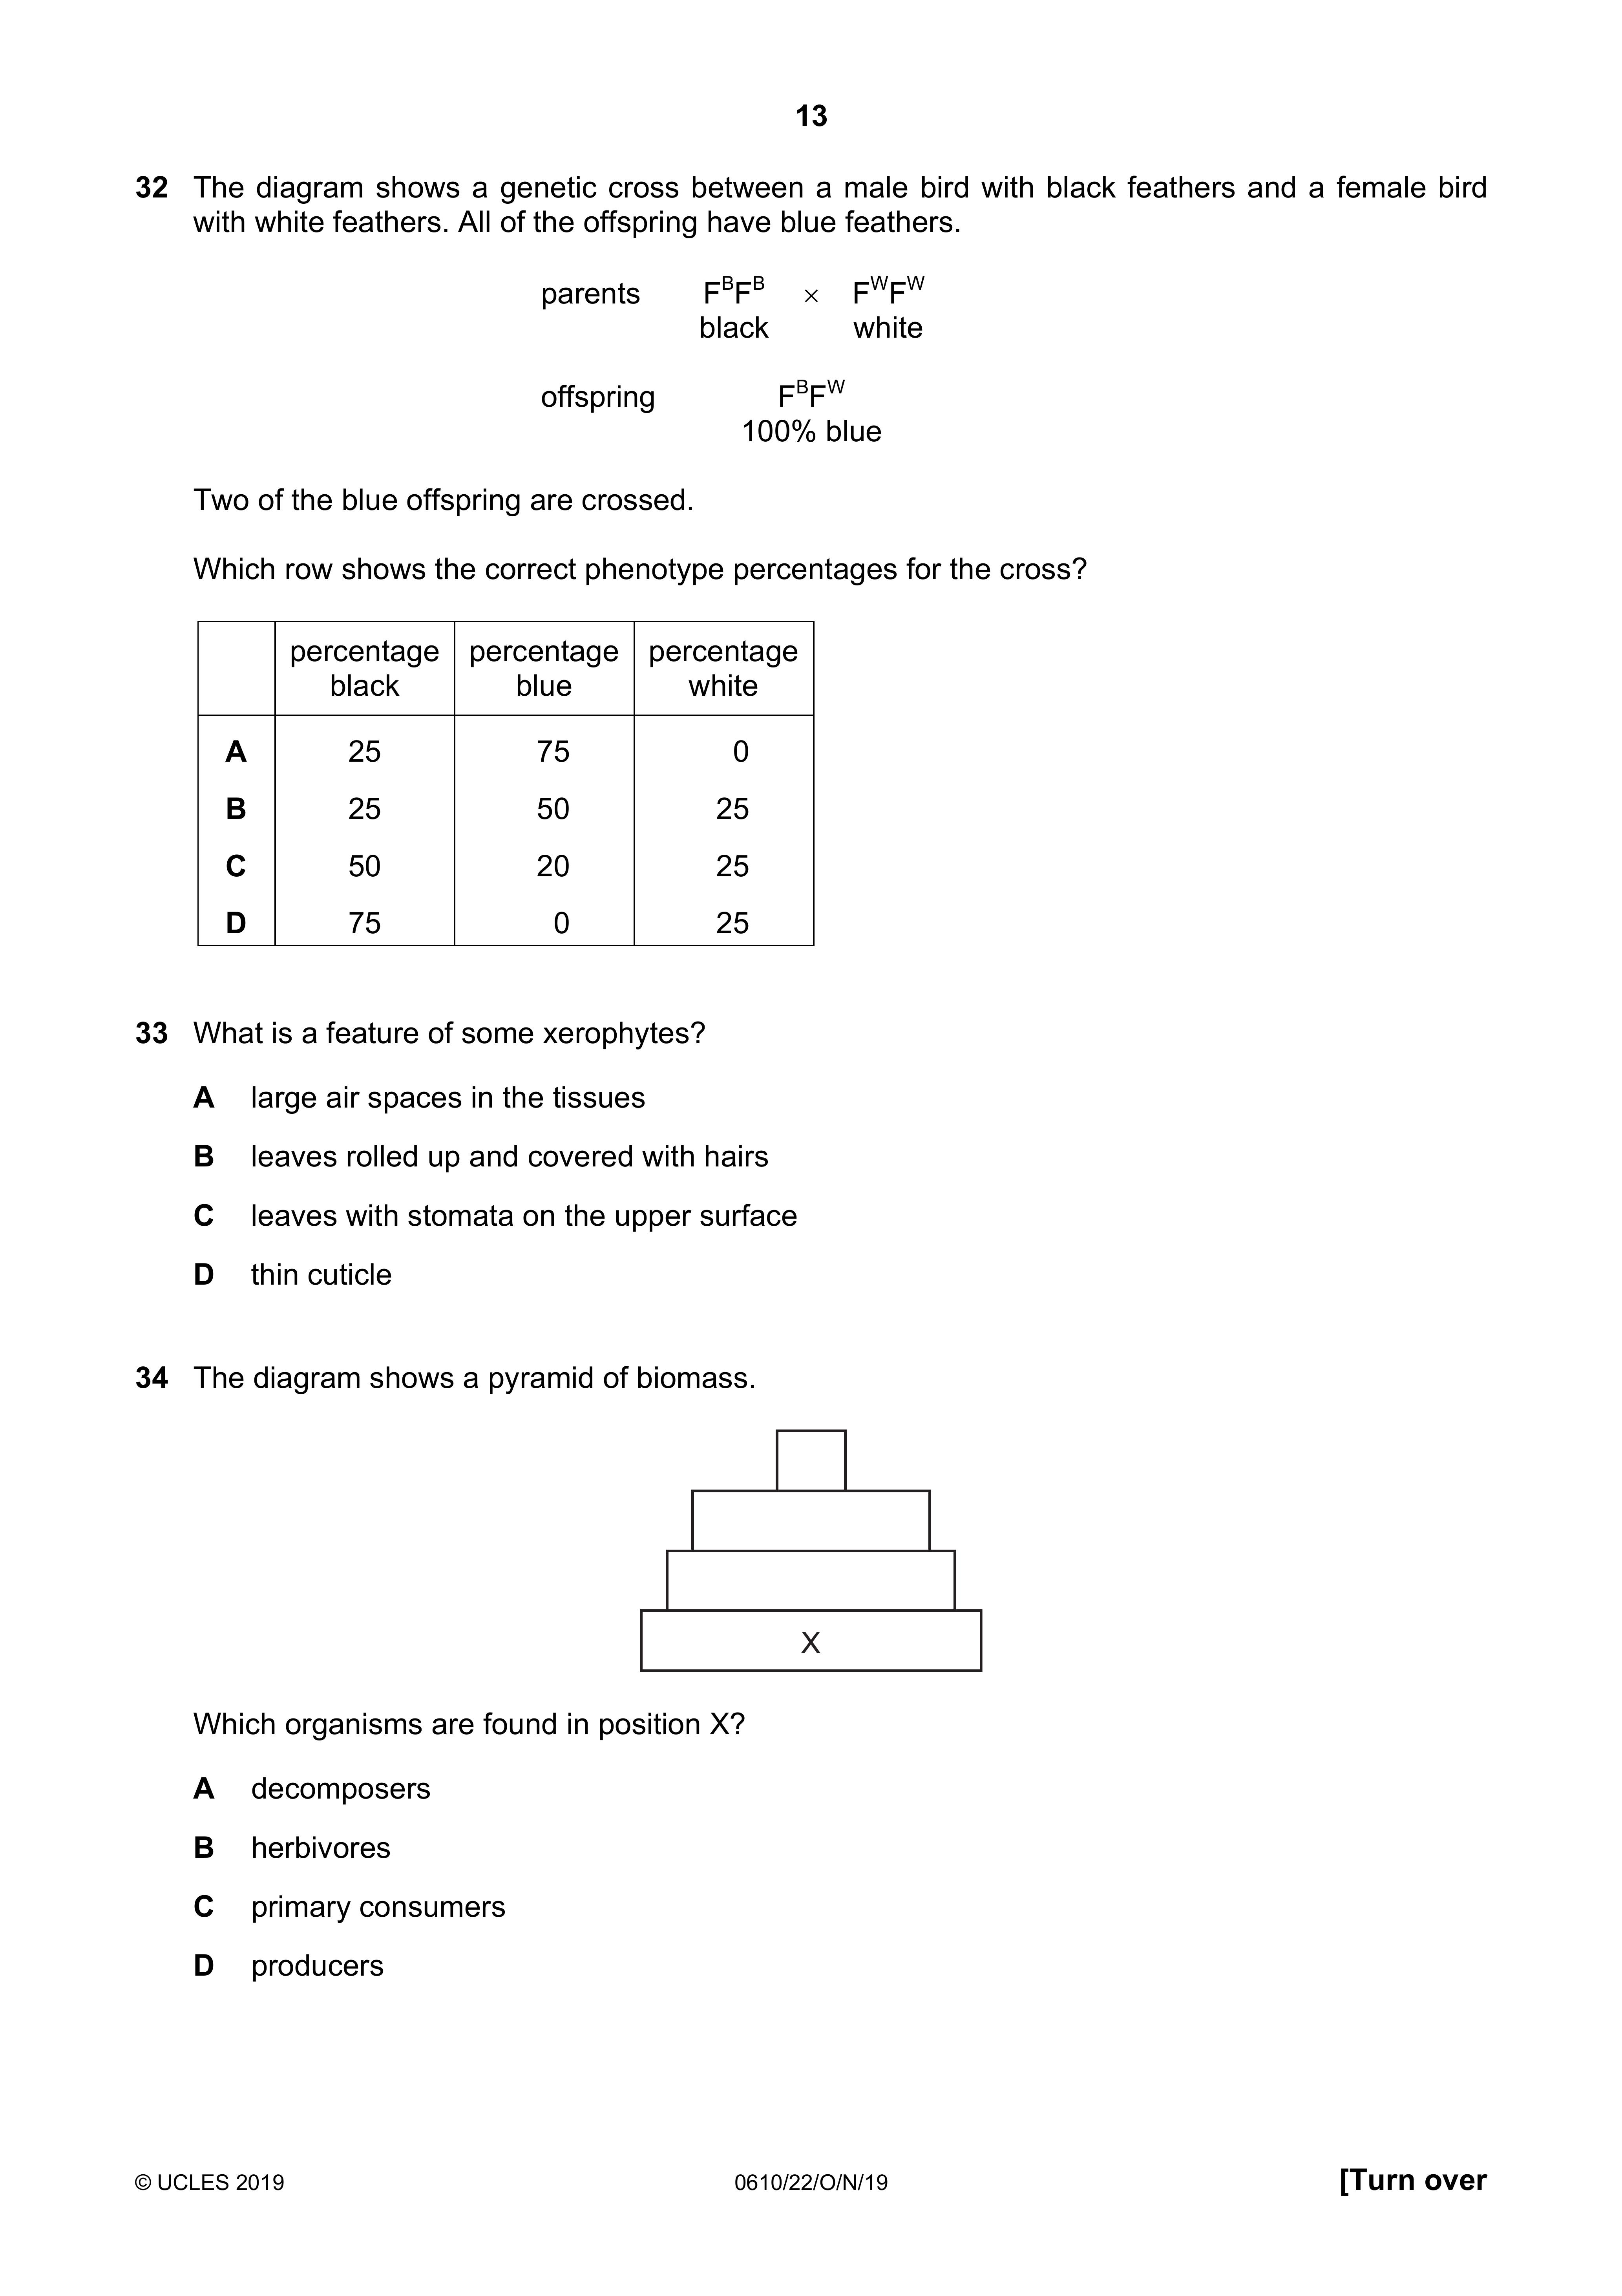 13
32 The diagram shows a genetic cross between a male bird with black feathers and a female bird
with white feathers. All of the offspring have blue feathers.
parents FᴮFᴮ × FᵂFᵂ
black white
offspring FᴮFᵂ
100% blue
Two of the blue offspring are crossed.
Which row shows the correct phenotype percentages for the cross?
percentage percentage percentage
black blue white
A 25 75 0
B 25 50 25
C 50 20 25
D 75 0 25
33 What is a feature of some xerophytes?
A large air spaces in the tissues
B leaves rolled up and covered with hairs
C leaves with stomata on the upper surface
D thin cuticle
34 The diagram shows a pyramid of biomass.
X
Which organisms are found in position X?
A decomposers
B herbivores
C primary consumers
D producers
© UCLES 2019 0610/22/O/N/19 [Turn over